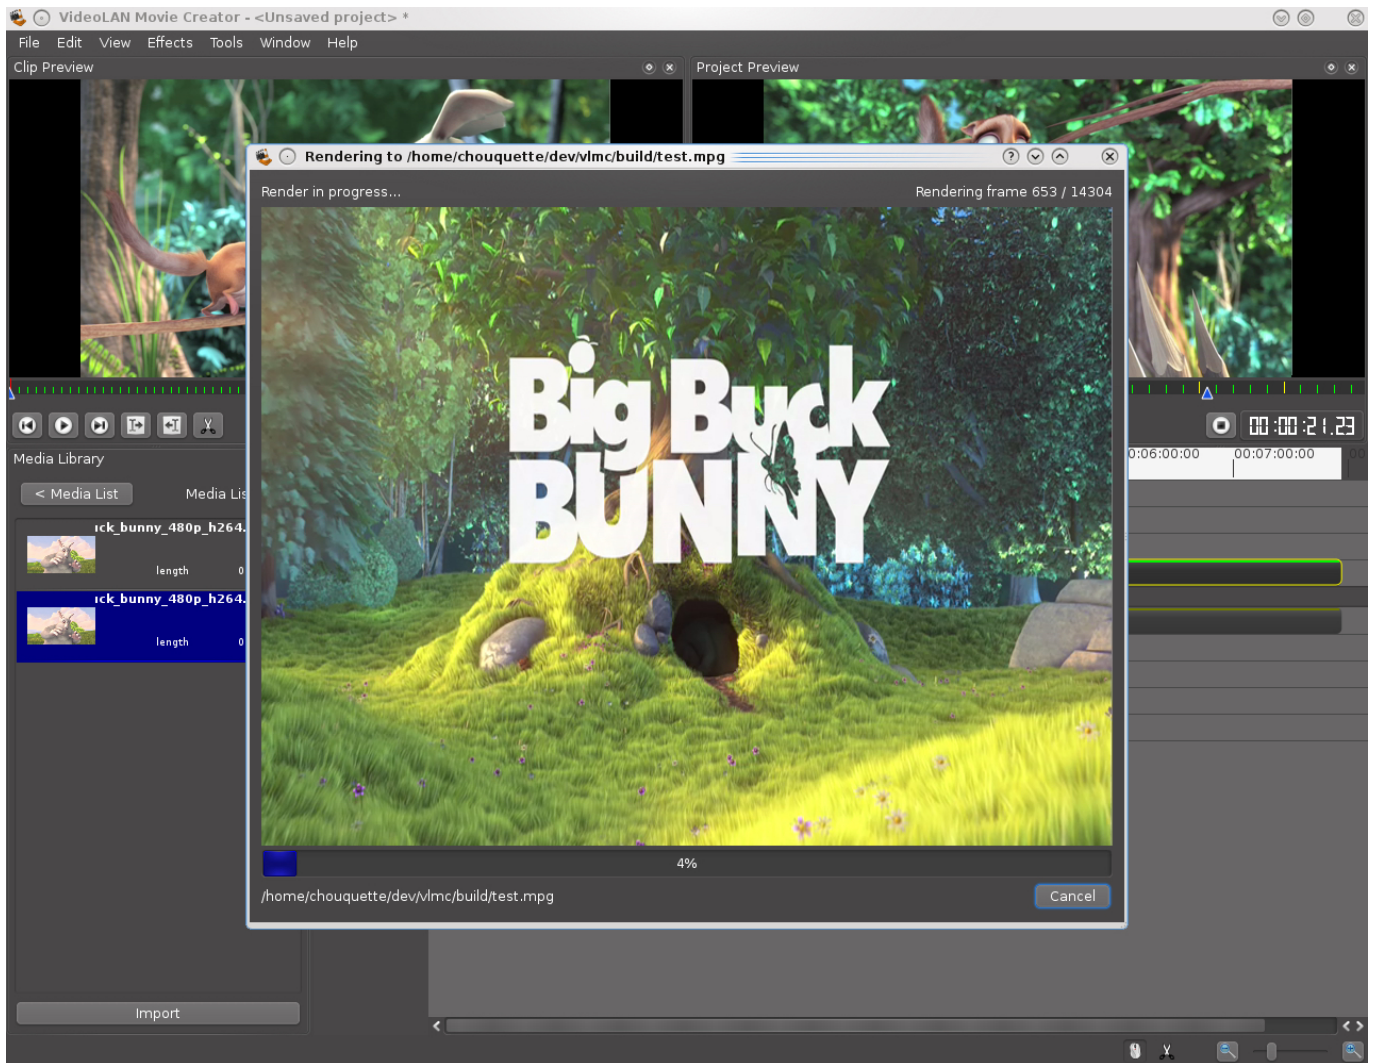 VideoLAN Movie Creator - <Unsaved project> *
File Edit View Effects Tools Window Help
Clip Preview
Project Preview
Rendering to /home/chouquette/dev/vlmc/build/test.mpg
Render in progress...
Rendering frame 653 / 14304
Big Buck
BUNNY
00:00:21.23
Media Library
0:06:00:00 00:07:00:00 00
< Media List
Media Lis
ıck_bunny_480p_h264.
length 0
ıck_bunny_480p_h264.
length 0
4%
/home/chouquette/dev/vlmc/build/test.mpg
Cancel
Import